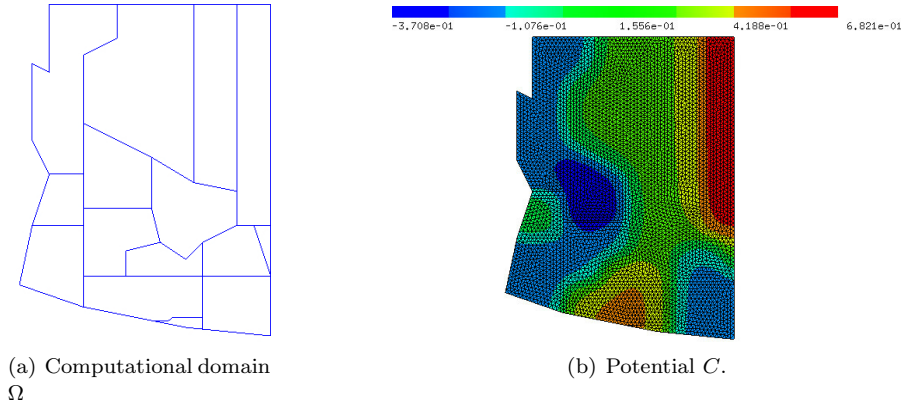 -3.708e-01 -1.076e-01 1.556e-01 4.188e-01 6.821e-01
(a) Computational domain
Ω
(b) Potential C.